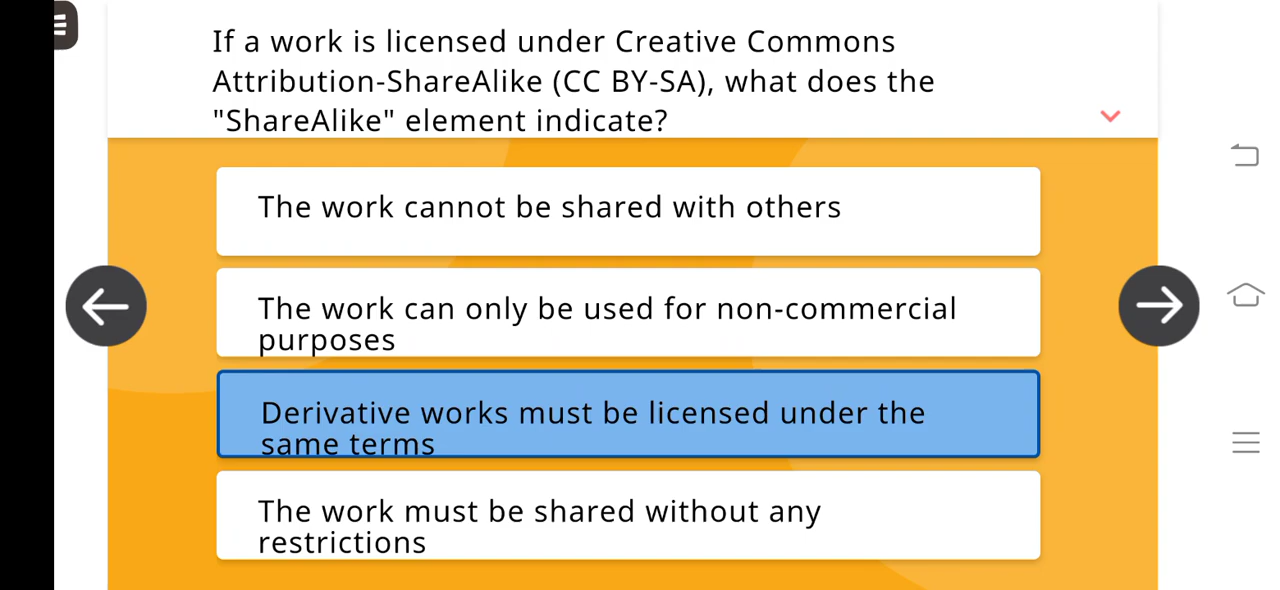 If a work is licensed under Creative Commons
Attribution-ShareAlike (CC BY-SA), what does the
"ShareAlike" element indicate?
The work cannot be shared with others
The work can only be used for non-commercial
purposes
Derivative works must be licensed under the
same terms
The work must be shared without any
restrictions